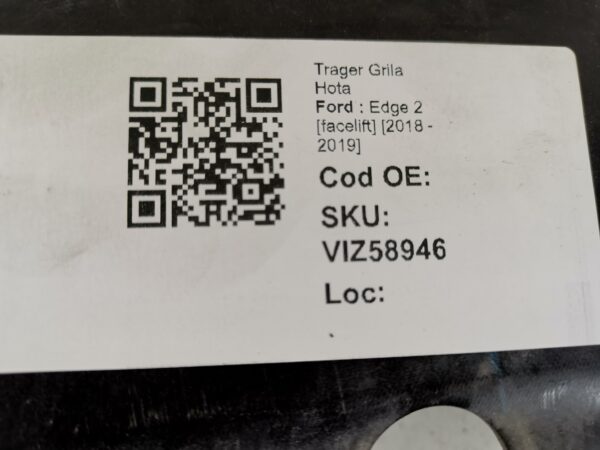 Trager Grila
Hota
Ford : Edge 2
[facelift] [2018 -
2019]
Cod OE:
SKU:
VIZ58946
Loc: